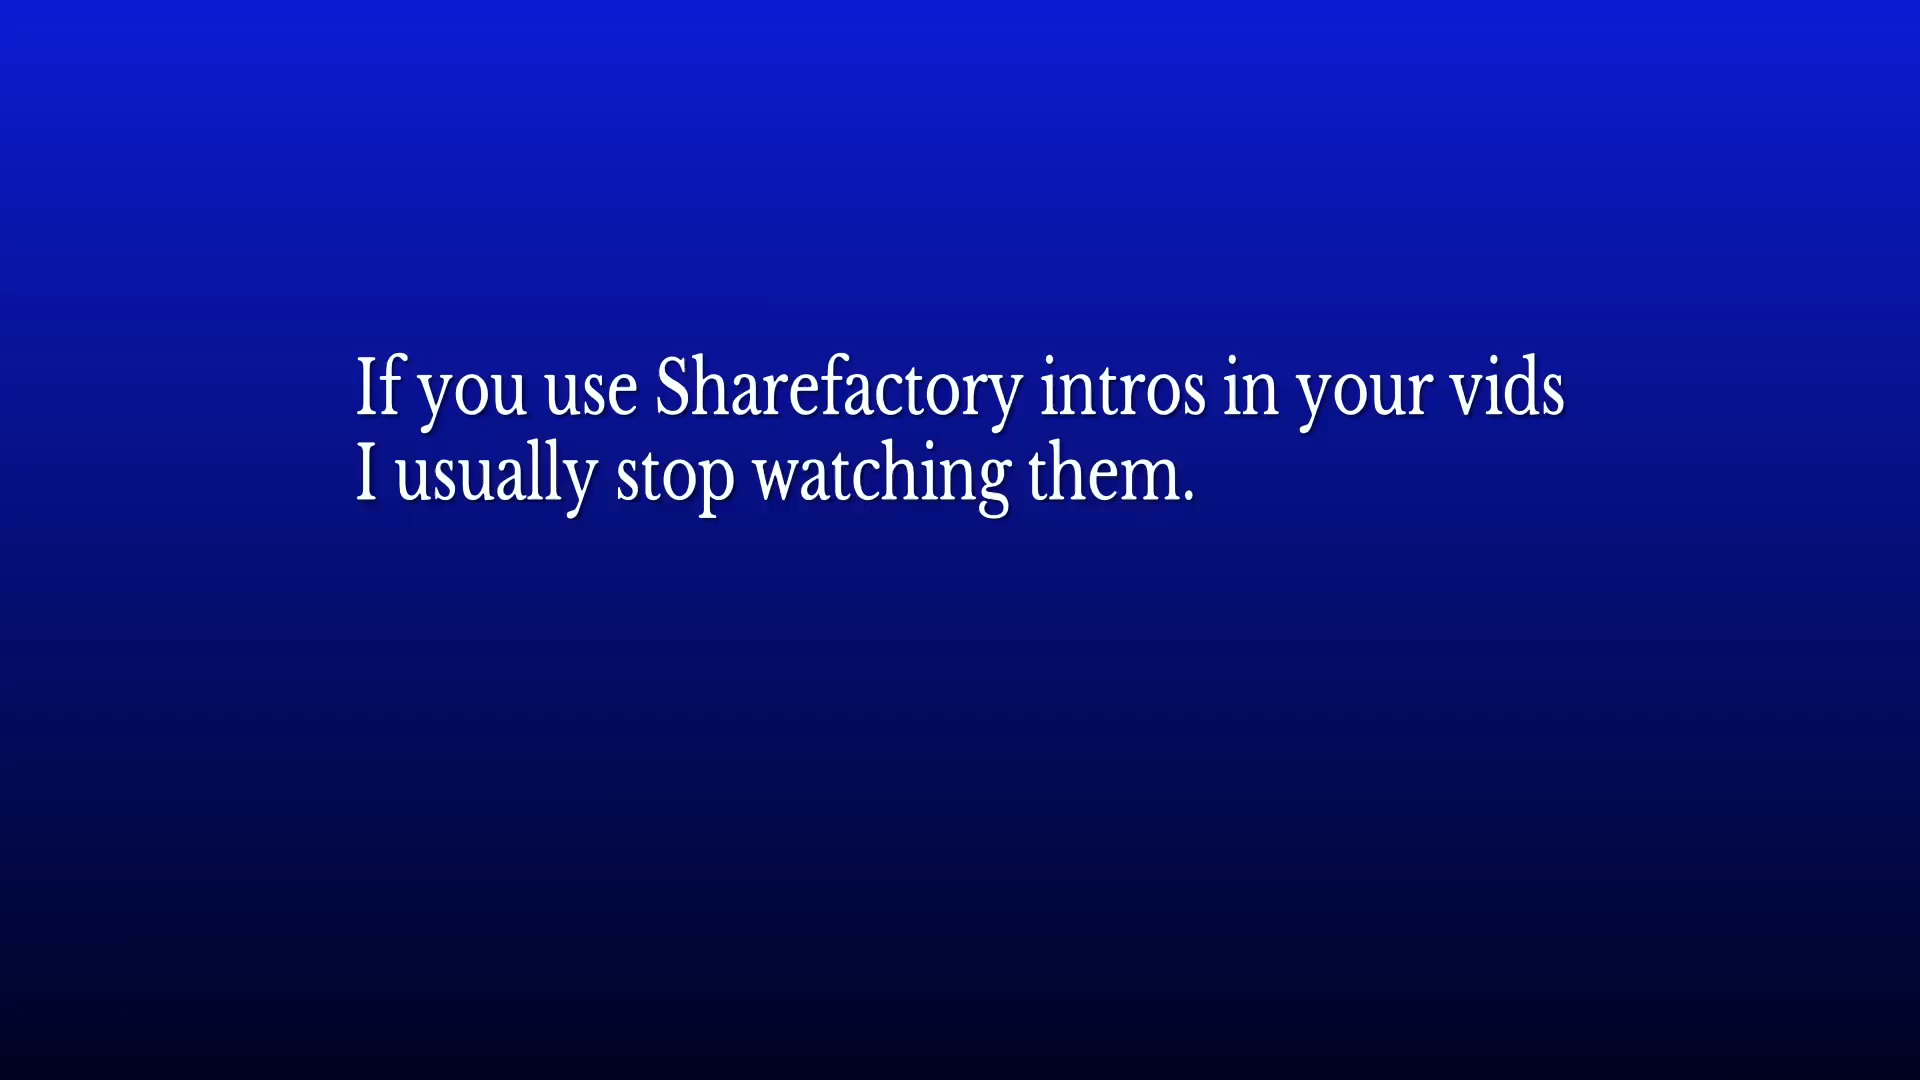 If you use Sharefactory intros in your vids
I usually stop watching them.